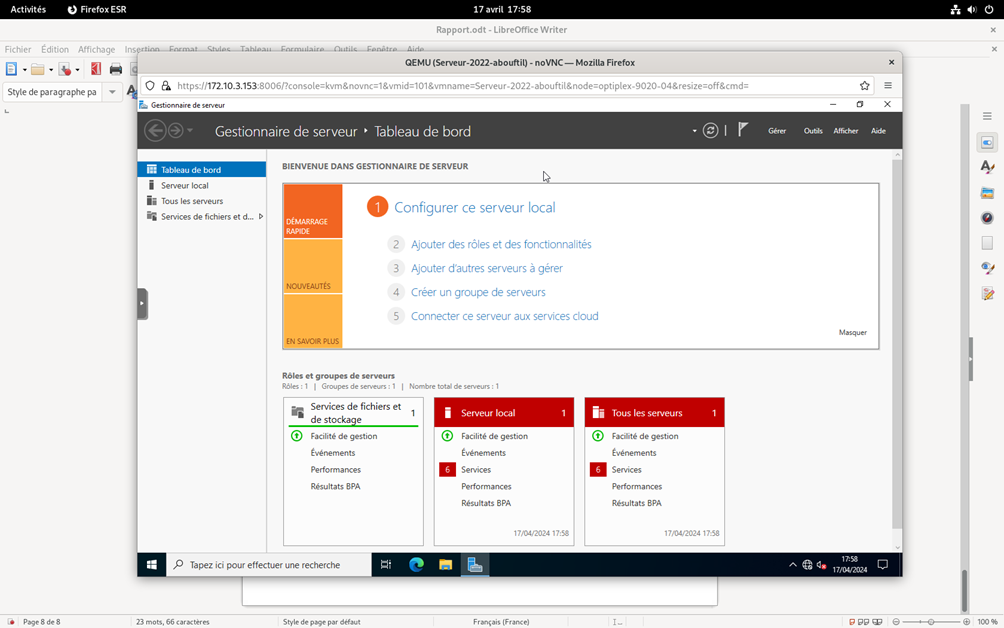 Activités
Firefox ESR
17 avril 17:58
Rapport.odt - LibreOffice Writer
Fichier Édition Affichage Insertion Format Styles Tableau Formulaire Outils Fenêtre Aide
Style de paragraphe pa
QEMU (Serveur-2022-abouftil) - noVNC — Mozilla Firefox
https://172.10.3.153:8006/?console=kvm&novnc=1&vmid=101&vmname=Serveur-2022-abouftil&node=optiplex-9020-04&resize=off&cmd=
Gestionnaire de serveur
Gestionnaire de serveur Tableau de bord
Gérer Outils Afficher Aide
Tableau de bord
Serveur local
Tous les serveurs
Services de fichiers et d...
BIENVENUE DANS GESTIONNAIRE DE SERVEUR
DÉMARRAGE
RAPIDE
NOUVEAUTÉS
EN SAVOIR PLUS
1 Configurer ce serveur local
2 Ajouter des rôles et des fonctionnalités
3 Ajouter d'autres serveurs à gérer
4 Créer un groupe de serveurs
5 Connecter ce serveur aux services cloud
Masquer
Rôles et groupes de serveurs
Rôles : 1 | Groupes de serveurs : 1 | Nombre total de serveurs : 1
Services de fichiers et
de stockage
1
Facilité de gestion
Événements
Performances
Résultats BPA
Serveur local 1
Facilité de gestion
Événements
6 Services
Performances
Résultats BPA
17/04/2024 17:58
Tous les serveurs 1
Facilité de gestion
Événements
6 Services
Performances
Résultats BPA
17/04/2024 17:58
Tapez ici pour effectuer une recherche
17:58
17/04/2024
Page 8 de 8
23 mots, 66 caractères
Style de page par défaut
Français (France)
100 %